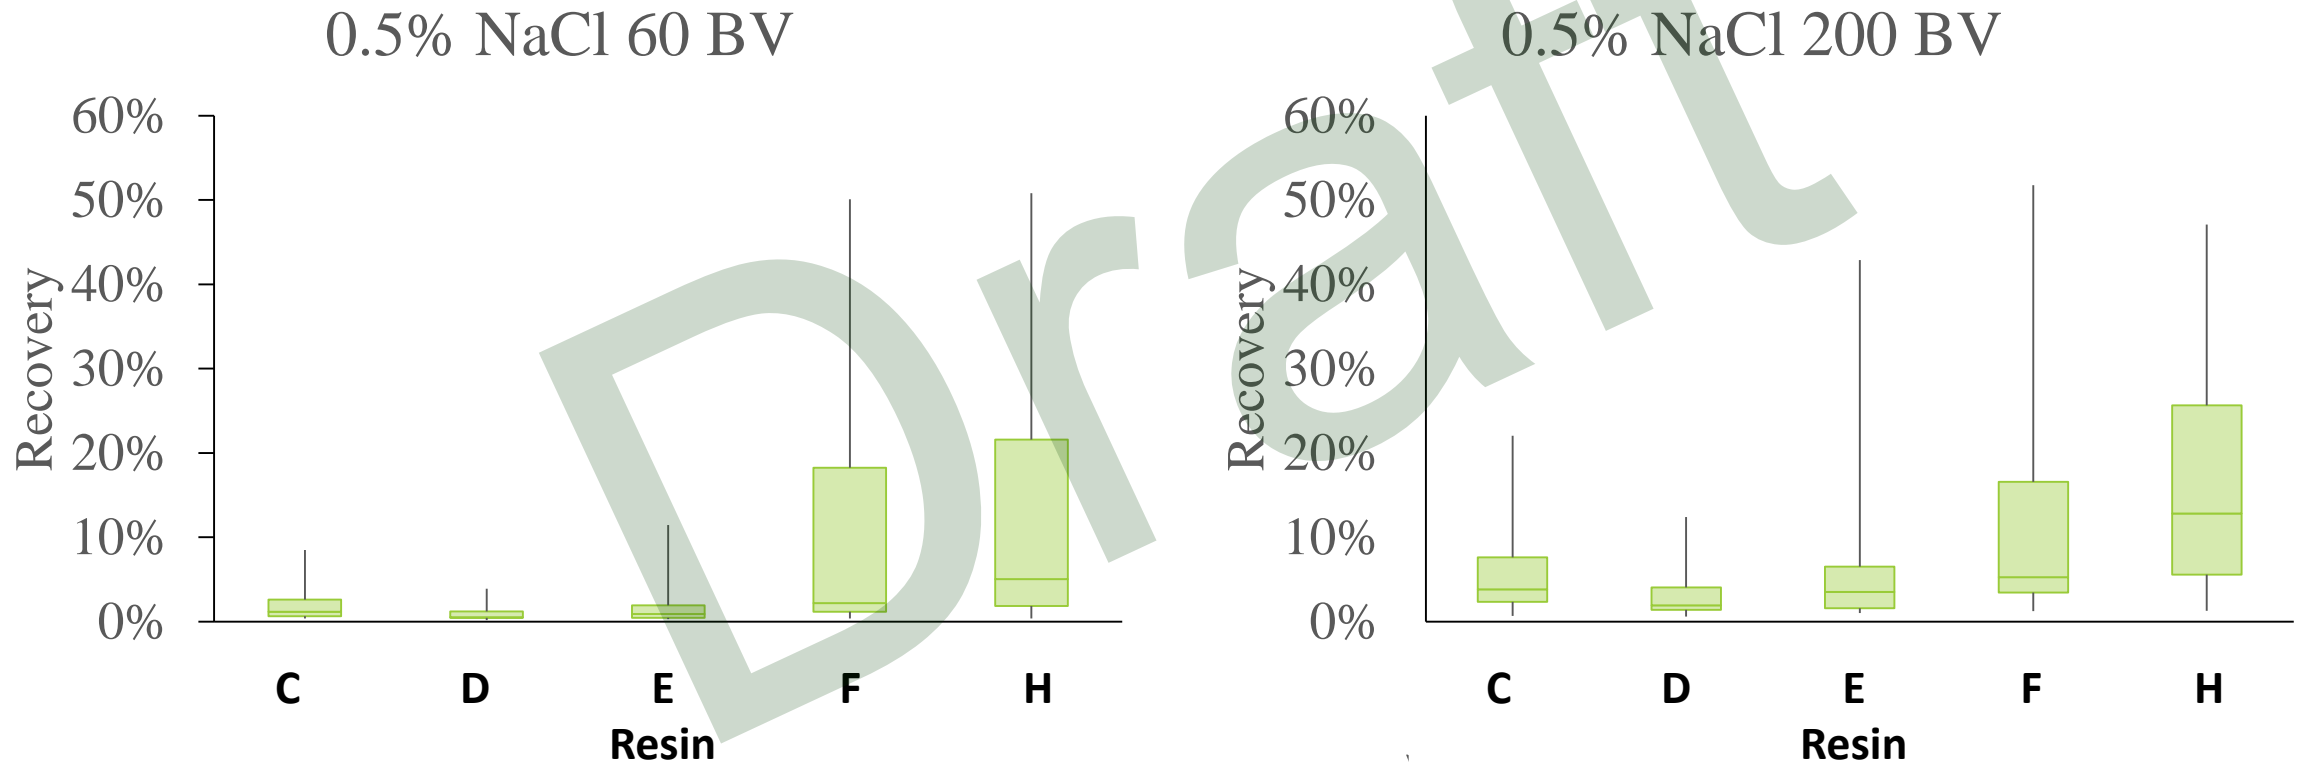 0.5% NaCl 60 BV
60%
50%
40%
30%
20%
10%
0%
Recovery
C D E F H
Resin
0.5% NaCl 200 BV
60%
50%
40%
30%
20%
10%
0%
Recovery
C D E F H
Resin
Draft